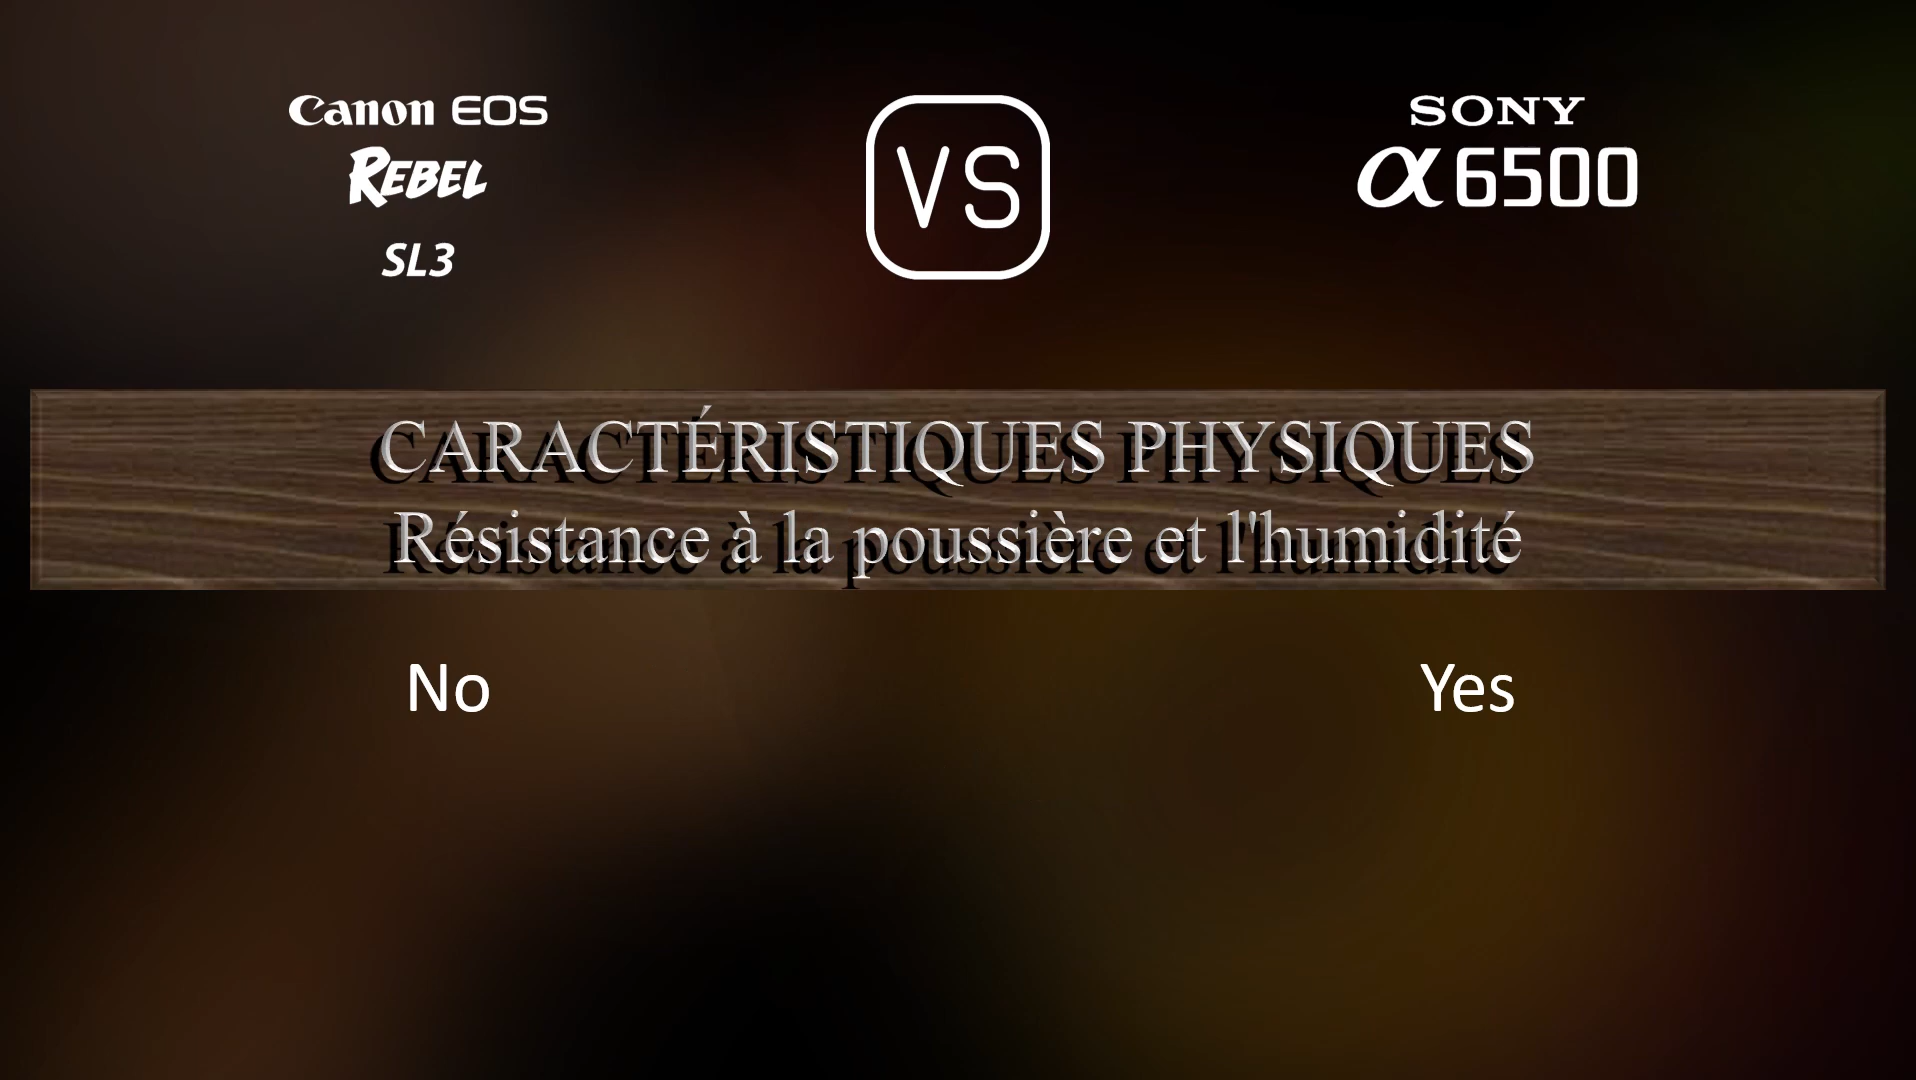 Canon EOS
REBEL
SL3
VS
SONY
α6500
CARACTÉRISTIQUES PHYSIQUES
Résistance à la poussière et l'humidité
No
Yes